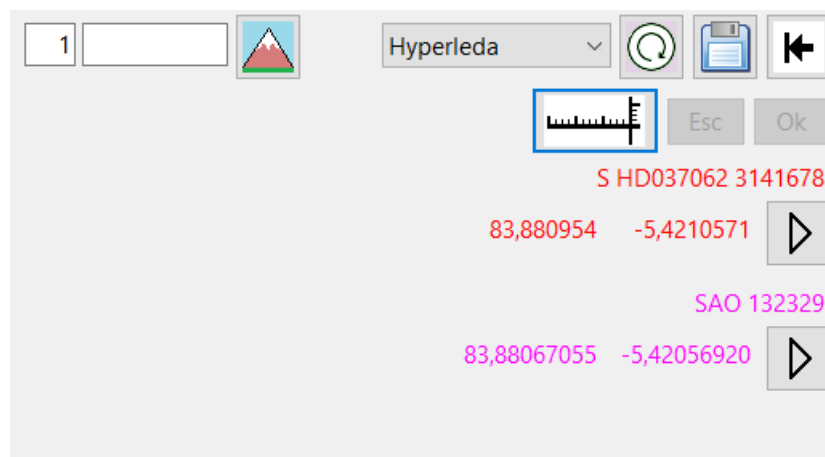 1 Hyperleda
Esc Ok
S HD037062 3141678
83,880954 -5,4210571
SAO 132329
83,88067055 -5,42056920